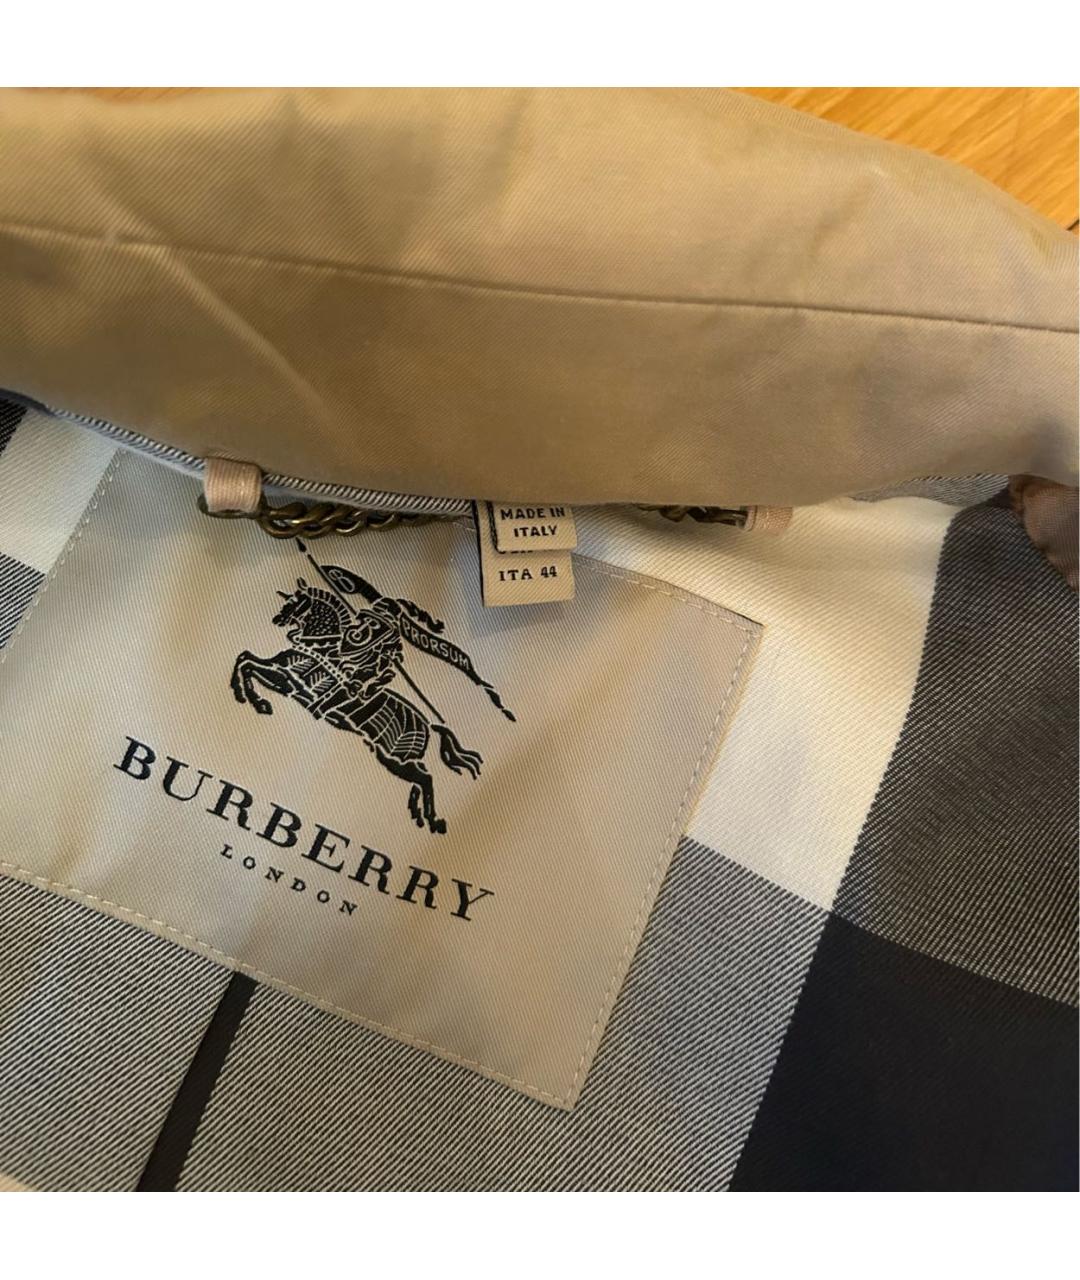 MADE IN
ITALY
ITA 44
PRORSUM
BURBERRY
LONDON